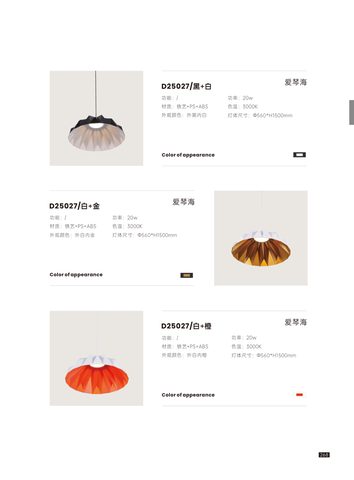 D25027/黑+白
爱琴海
功能：/
功率：20w
材质：铁艺+PS+ABS
色温：3000K
外观颜色：外黑内白
灯体尺寸：Φ560*H1500mm
Color of appearance
D25027/白+金
爱琴海
功能：/
功率：20w
材质：铁艺+PS+ABS
色温：3000K
外观颜色：外白内金
灯体尺寸：Φ560*H1500mm
Color of appearance
D25027/白+橙
爱琴海
功能：/
功率：20w
材质：铁艺+PS+ABS
色温：3000K
外观颜色：外白内橙
灯体尺寸：Φ560*H1500mm
Color of appearance
268